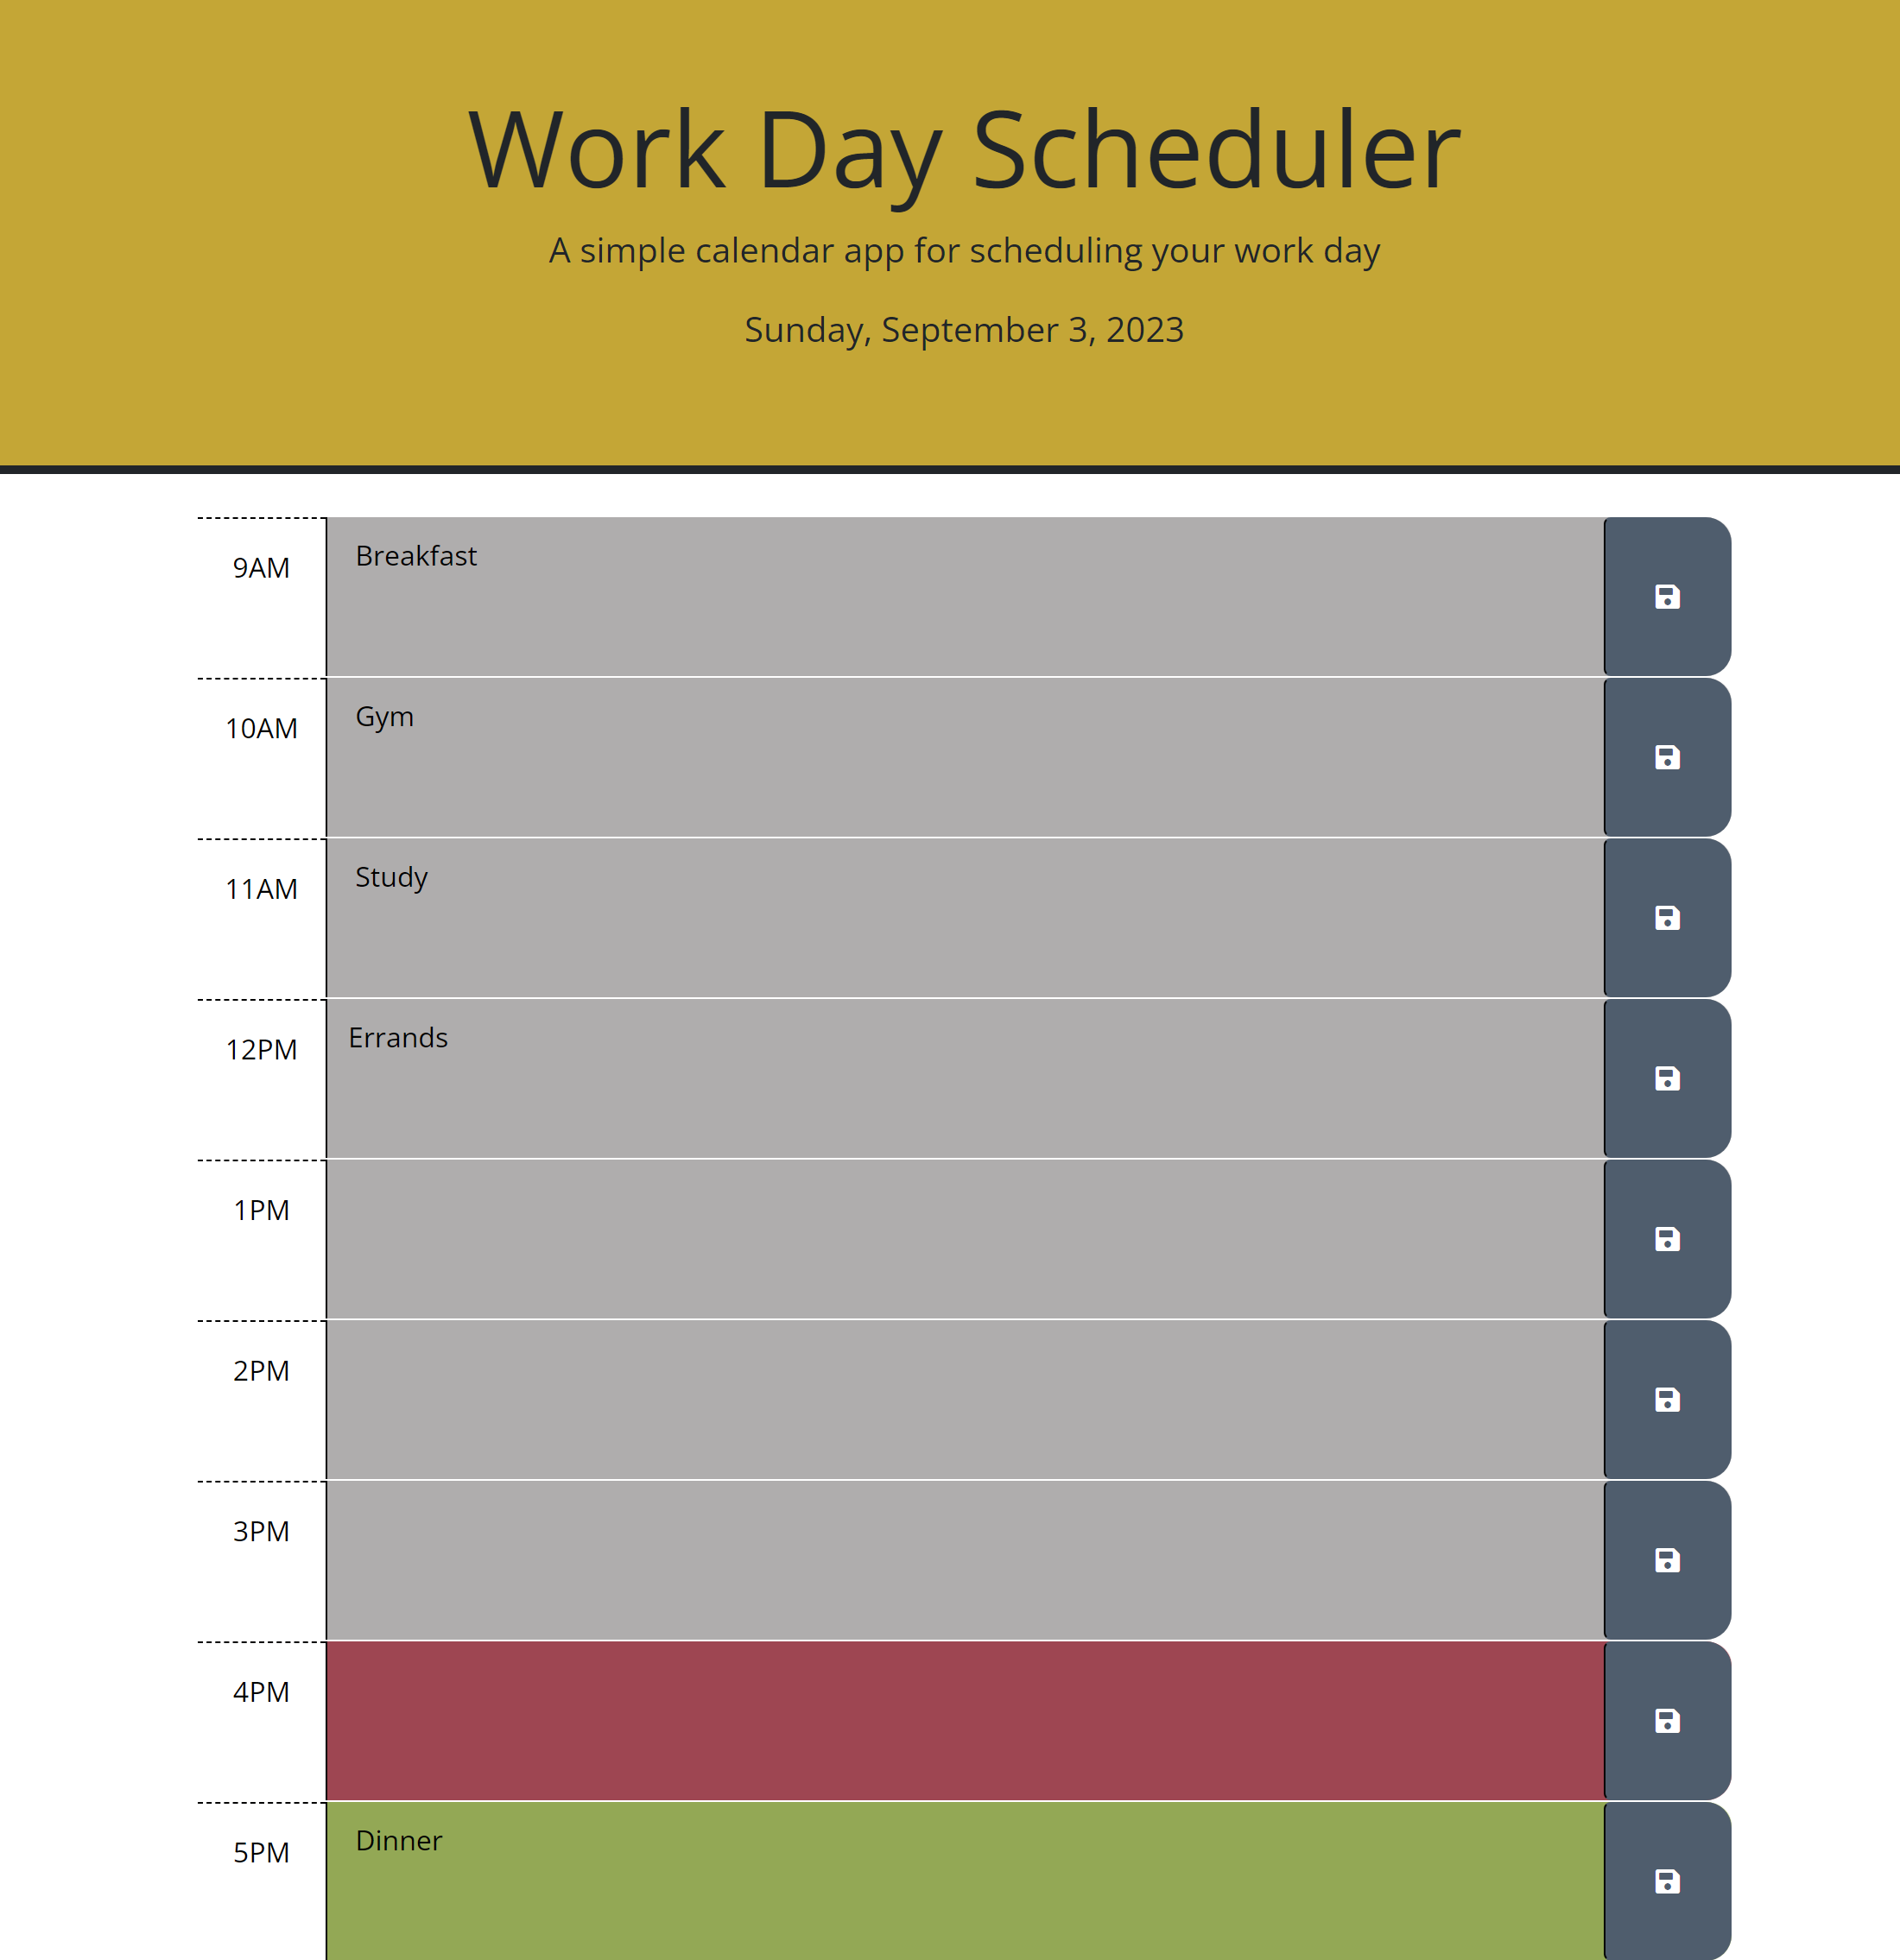 Work Day Scheduler
A simple calendar app for scheduling your work day
Sunday, September 3, 2023
9AM Breakfast
10AM Gym
11AM Study
12PM Errands
1PM
2PM
3PM
4PM
5PM Dinner